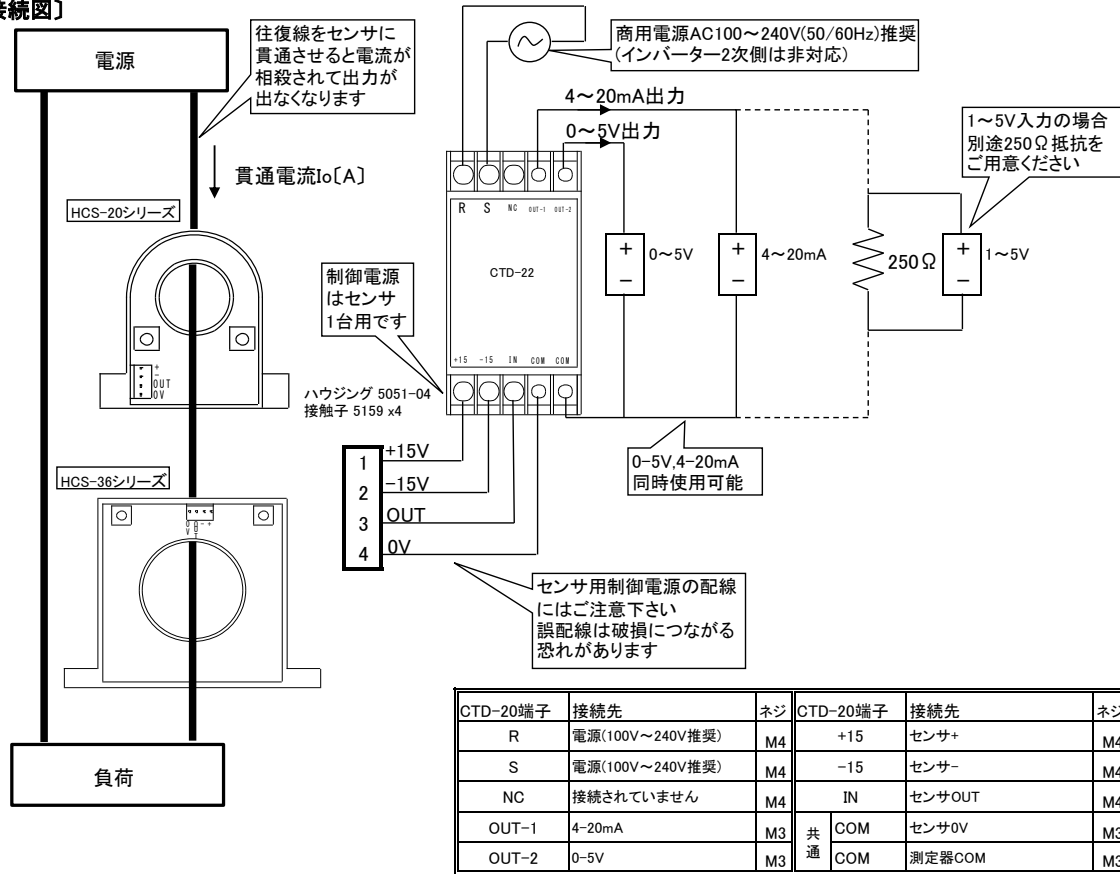 接続図〕
電源
往復線をセンサに
貫通させると電流が
相殺されて出力が
出なくなります
商用電源AC100～240V(50/60Hz)推奨
(インバーター2次側は非対応)
4～20mA出力
0～5V出力
1～5V入力の場合
別途250Ω抵抗を
ご用意ください
貫通電流Io〔A〕
HCS-20シリーズ
R S NC OUT-1 OUT-2
CTD-22
+ － 0～5V
+ － 4～20mA
250Ω
+ － 1～5V
制御電源
はセンサ
1台用です
+15 -15 IN COM COM
+
-
OUT
0V
ハウジング 5051-04
接触子 5159 x4
HCS-36シリーズ
1 +15V
2 -15V
3 OUT
4 0V
0-5V,4-20mA
同時使用可能
センサ用制御電源の配線
にはご注意下さい
誤配線は破損につながる
恐れがあります
負荷
CTD-20端子 接続先 ネジ CTD-20端子 接続先 ネジ
R 電源(100V～240V推奨) M4 +15 センサ+ M4
S 電源(100V～240V推奨) M4 -15 センサ- M4
NC 接続されていません M4 IN センサOUT M4
OUT-1 4-20mA M3 共通 COM センサ0V M3
OUT-2 0-5V M3 COM 測定器COM M3